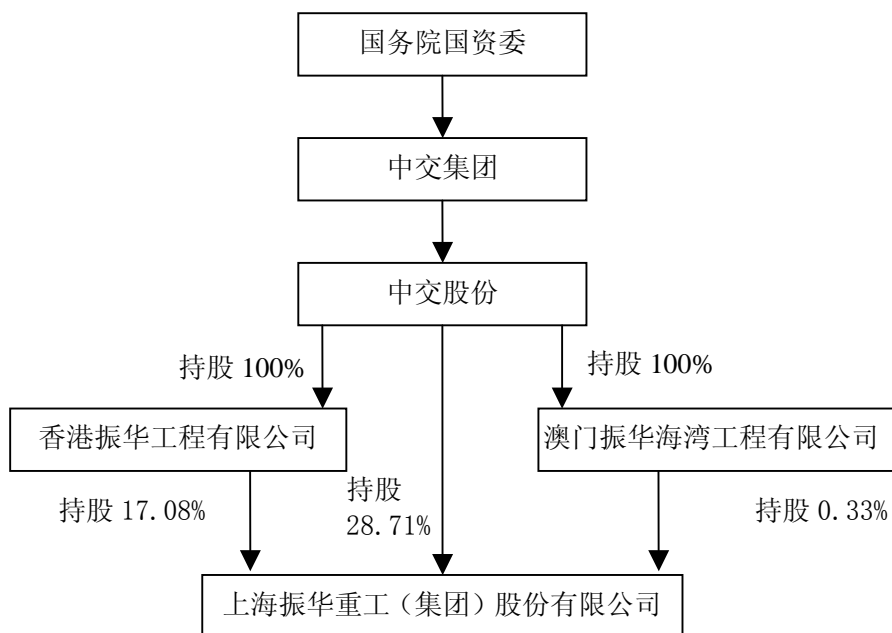 国务院国资委
中交集团
中交股份
持股 100%
持股 100%
香港振华工程有限公司
澳门振华海湾工程有限公司
持股 17.08%
持股
28.71%
持股 0.33%
上海振华重工（集团）股份有限公司